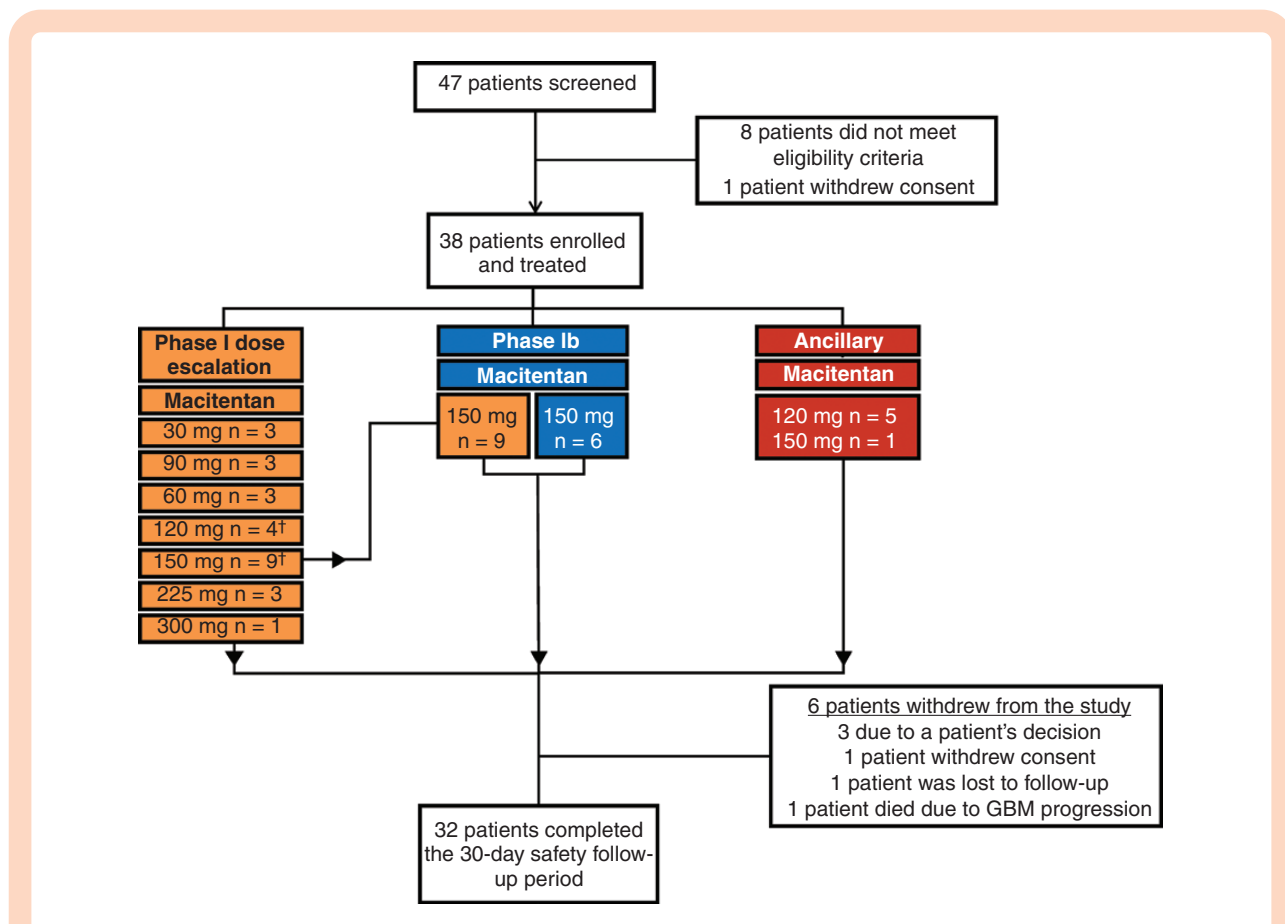 47 patients screened
8 patients did not meet
eligibility criteria
1 patient withdrew consent
38 patients enrolled
and treated
Phase I dose
escalation
Macitentan
30 mg n = 3
90 mg n = 3
60 mg n = 3
120 mg n = 4†
150 mg n = 9†
225 mg n = 3
300 mg n = 1
Phase Ib
Macitentan
150 mg
n = 9
150 mg
n = 6
Ancillary
Macitentan
120 mg n = 5
150 mg n = 1
6 patients withdrew from the study
3 due to a patient's decision
1 patient withdrew consent
1 patient was lost to follow-up
1 patient died due to GBM progression
32 patients completed
the 30-day safety follow-
up period